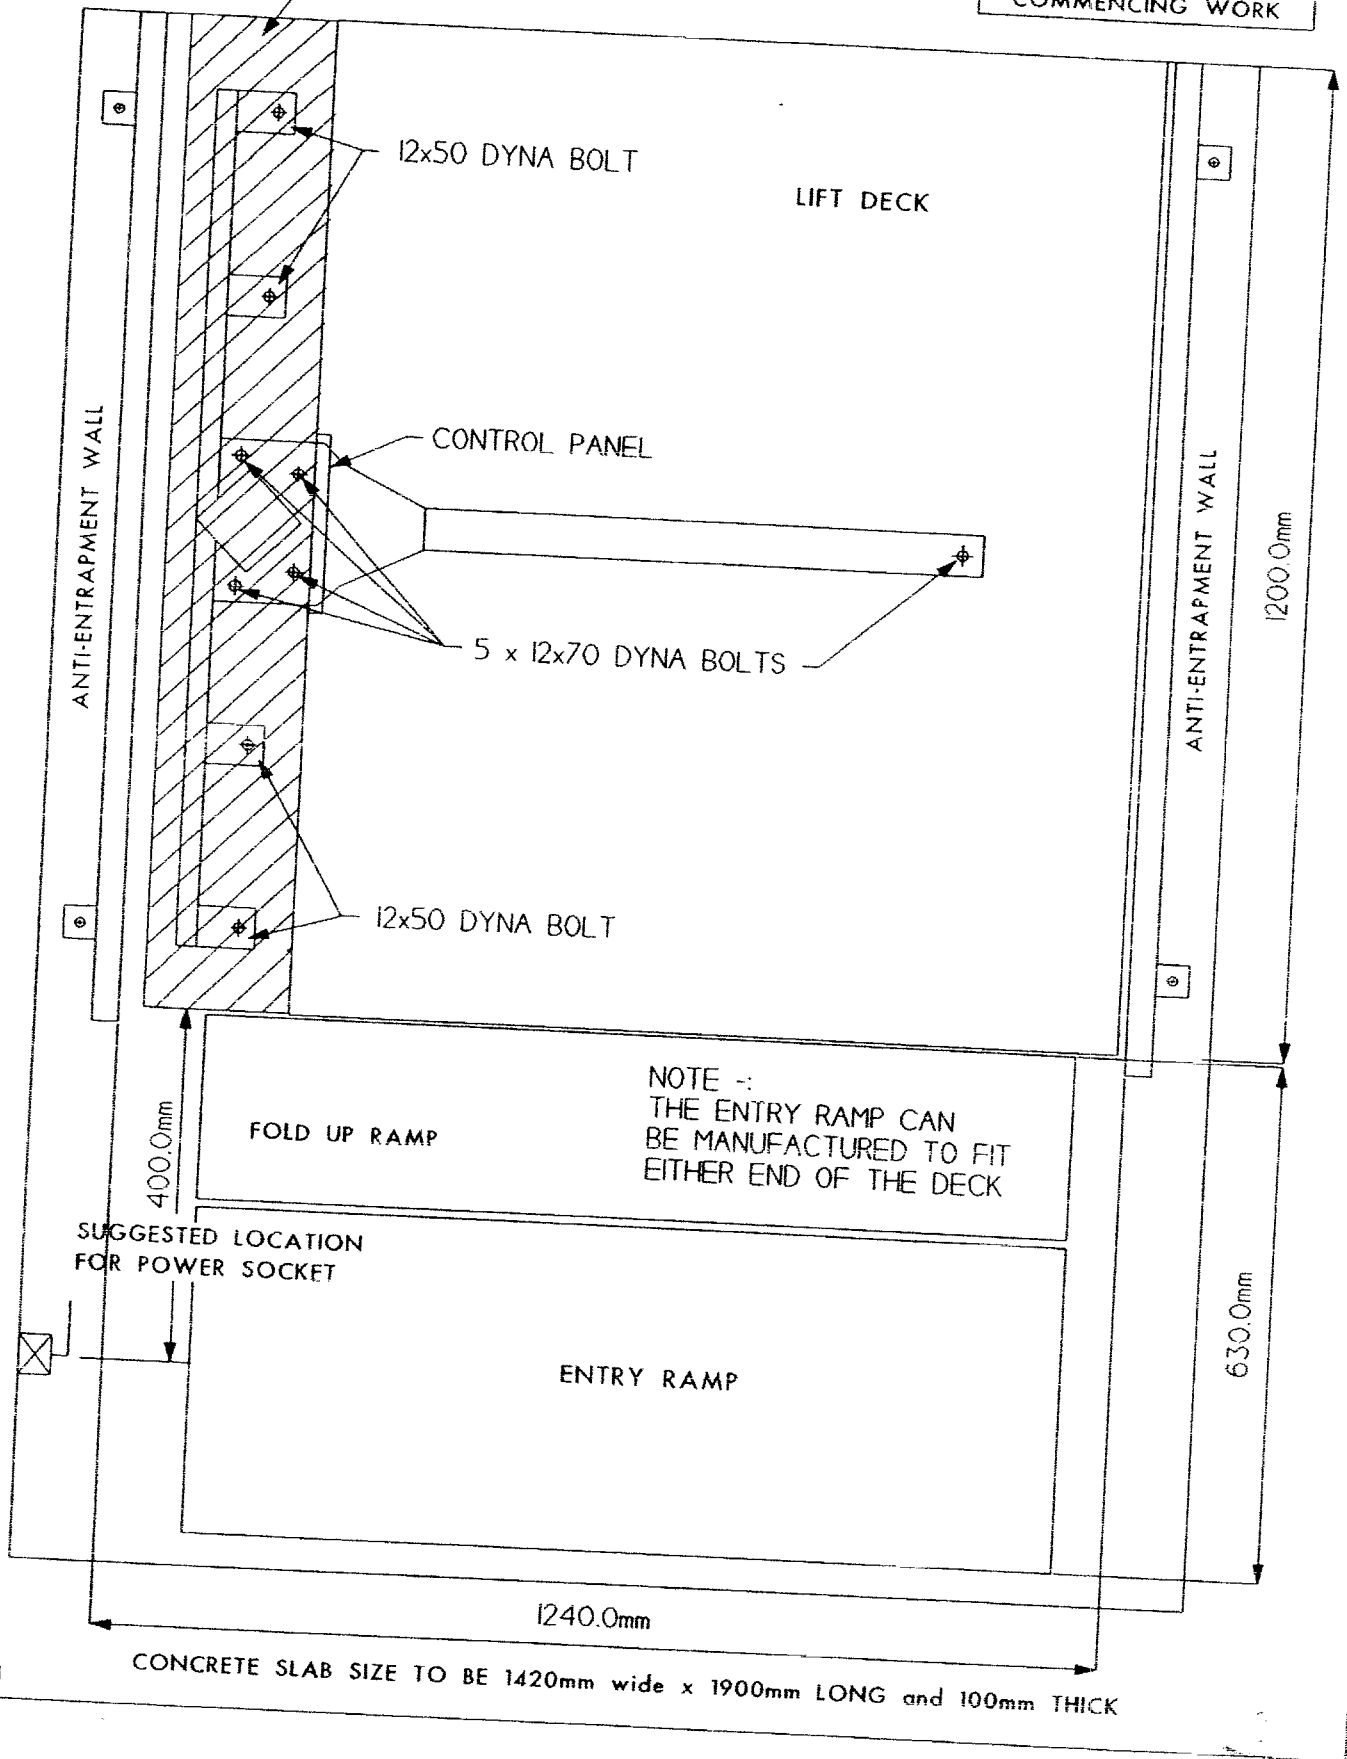 COMMENCING WORK
12x50 DYNA BOLT
LIFT DECK
CONTROL PANEL
ANTI-ENTRAPMENT WALL
ANTI-ENTRAPMENT WALL
1200.0mm
5 x 12x70 DYNA BOLTS
12x50 DYNA BOLT
NOTE -:
THE ENTRY RAMP CAN
BE MANUFACTURED TO FIT
EITHER END OF THE DECK
FOLD UP RAMP
400.0mm
SUGGESTED LOCATION
FOR POWER SOCKET
630.0mm
ENTRY RAMP
1240.0mm
CONCRETE SLAB SIZE TO BE 1420mm wide x 1900mm LONG and 100mm THICK